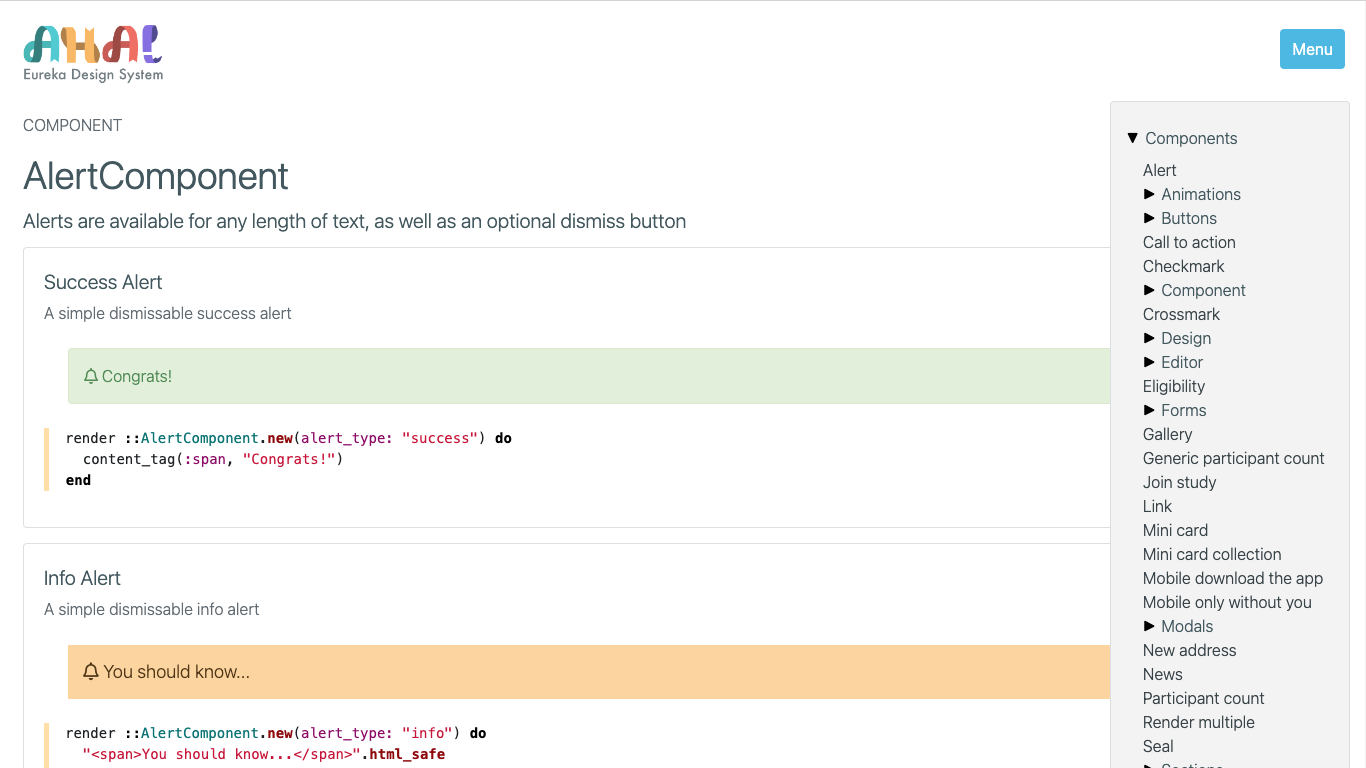 AHA!
Eureka Design System
Menu
COMPONENT
AlertComponent
Alerts are available for any length of text, as well as an optional dismiss button
Success Alert
A simple dismissable success alert
Congrats!
render ::AlertComponent.new(alert_type: "success") do
content_tag(:span, "Congrats!")
end
Info Alert
A simple dismissable info alert
You should know...
render ::AlertComponent.new(alert_type: "info") do
"<span>You should know...</span>".html_safe
Components
Alert
Animations
Buttons
Call to action
Checkmark
Component
Crossmark
Design
Editor
Eligibility
Forms
Gallery
Generic participant count
Join study
Link
Mini card
Mini card collection
Mobile download the app
Mobile only without you
Modals
New address
News
Participant count
Render multiple
Seal
Sections